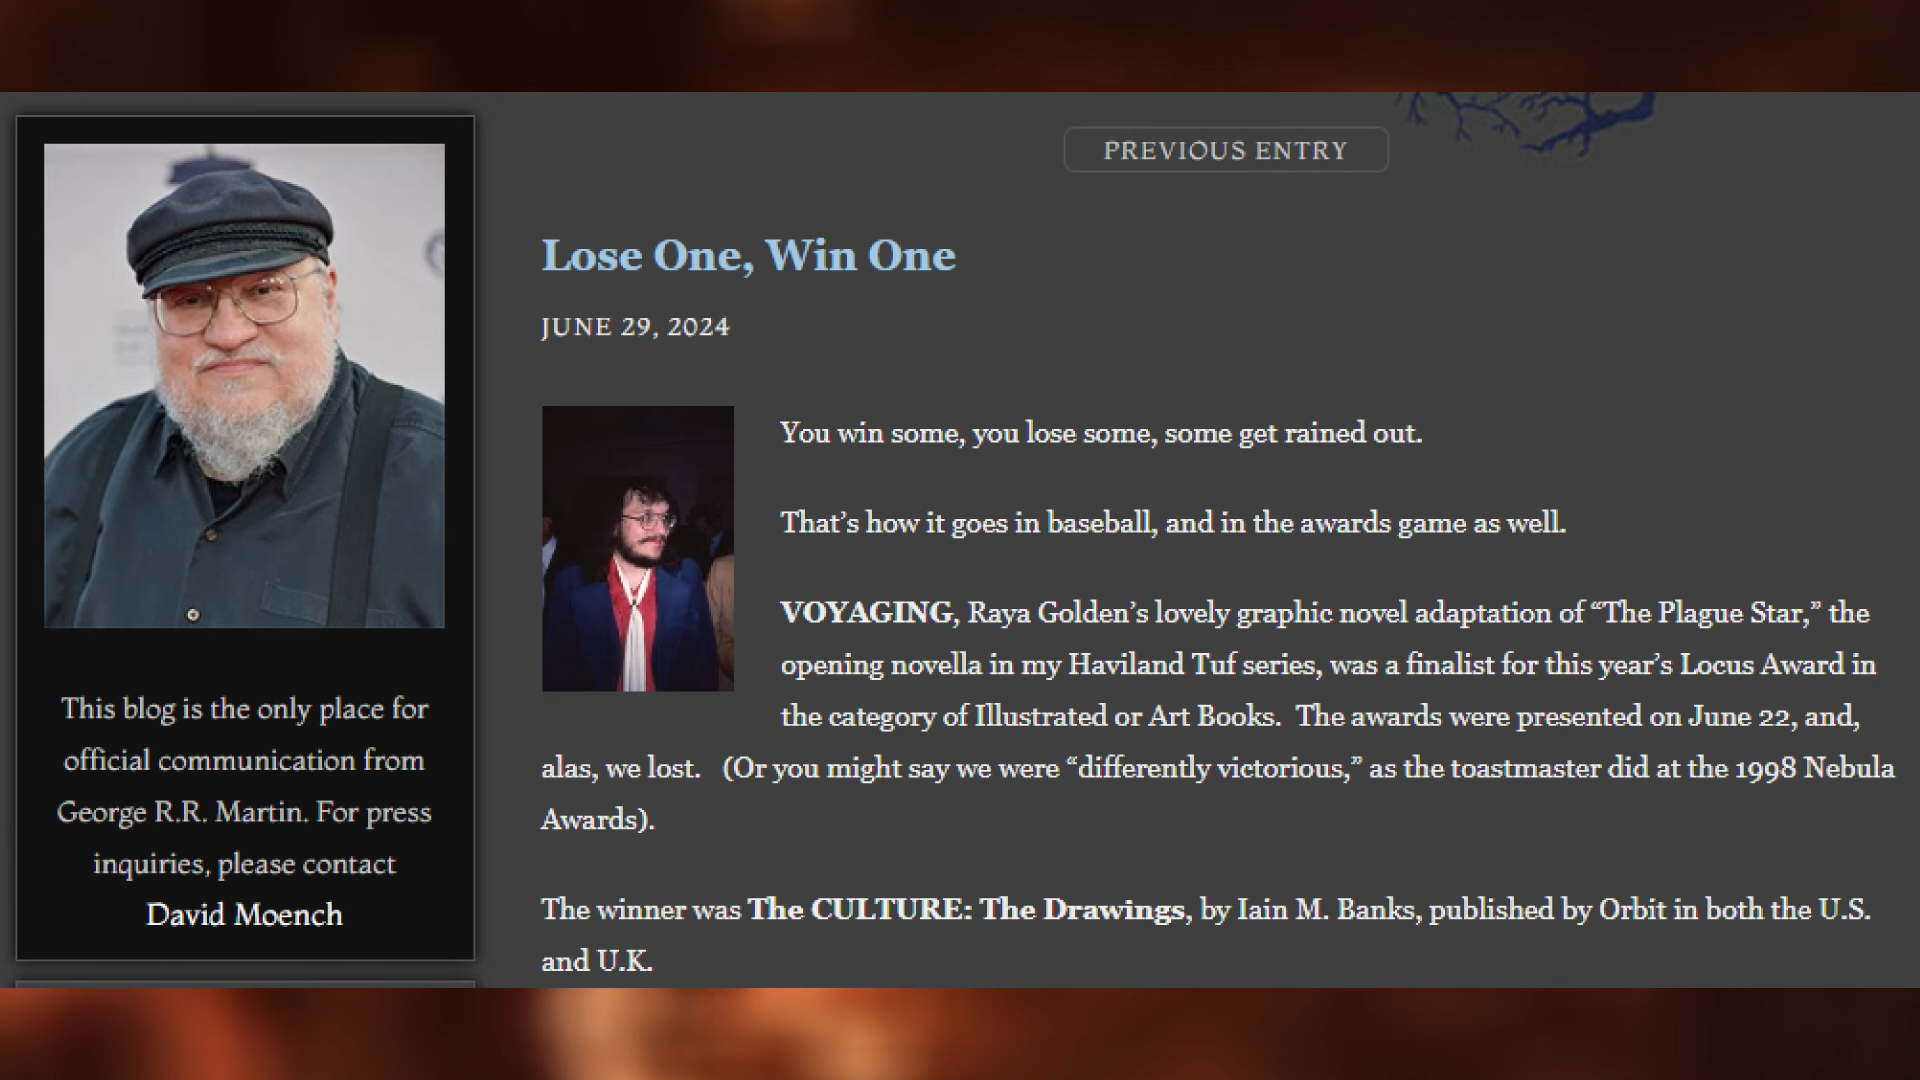 PREVIOUS ENTRY
Lose One, Win One
JUNE 29, 2024
You win some, you lose some, some get rained out.
That’s how it goes in baseball, and in the awards game as well.
VOYAGING, Raya Golden’s lovely graphic novel adaptation of “The Plague Star,” the
opening novella in my Haviland Tuf series, was a finalist for this year’s Locus Award in
the category of Illustrated or Art Books.  The awards were presented on June 22, and,
alas, we lost.   (Or you might say we were “differently victorious,” as the toastmaster did at the 1998 Nebula
Awards).
The winner was The CULTURE: The Drawings, by Iain M. Banks, published by Orbit in both the U.S.
and U.K.
This blog is the only place for
official communication from
George R.R. Martin. For press
inquiries, please contact
David Moench